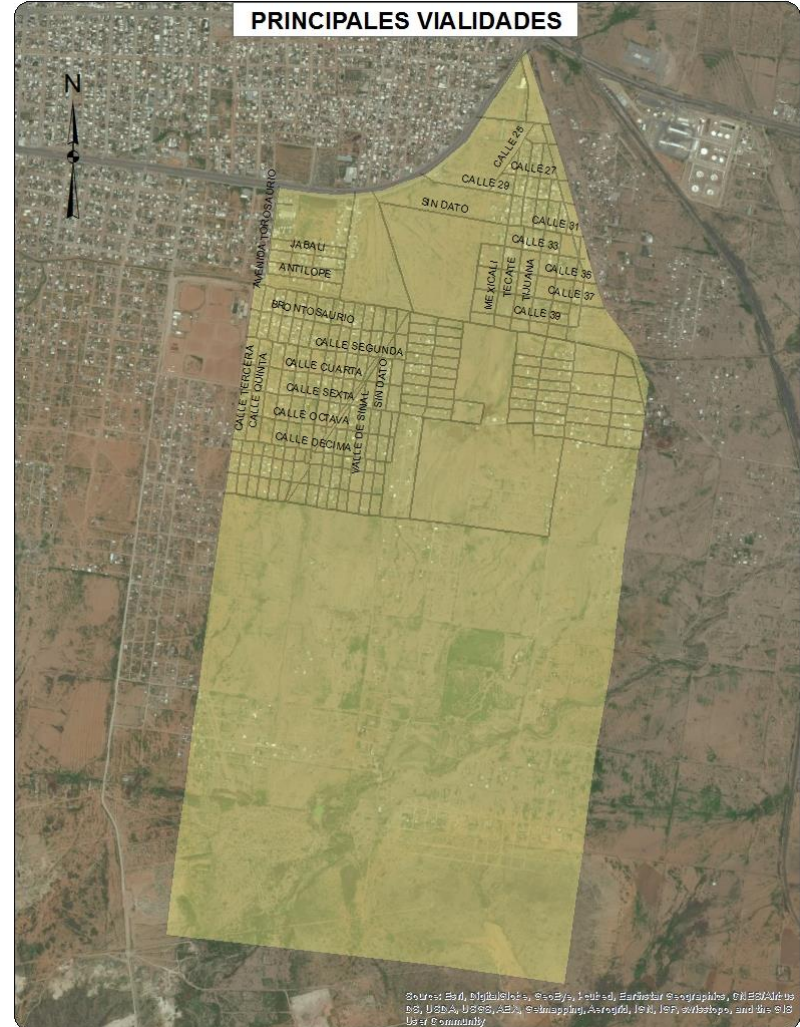 PRINCIPALES VIALIDADES
N
CALLE 25
CALLE 27
CALLE 29
SIN DATO
CALLE 31
AVENIDA TOROSAURIO
JABAU
CALLE 33
ANTILOPE
MEXICALI
TECATE
TIJUANA
CALLE 35
CALLE 37
BRONTOSAURIO
CALLE 39
CALLE SEGUNDA
CALLE TERCERA
CALLE QUINTA
CALLE CUARTA
SIN DATO
CALLE SEXTA
VALLE DE SINAL
CALLE OCTAVA
CALLE DECIMA
Source: Esri, DigitalGlobe, GeoEye, i-cubed, Earthstar Geographics, CNES/Airbus
DS, USDA, USGS, AEX, Getmapping, Aerogrid, IGN, IGP, swisstopo, and the GIS
User Community